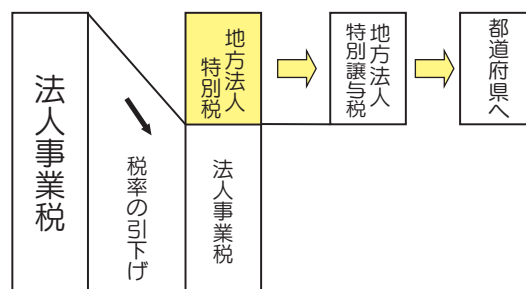 法人事業税
税率の引下げ
地方法人
特別税
法人事業税
地方法人
特別譲与税
都道府県へ